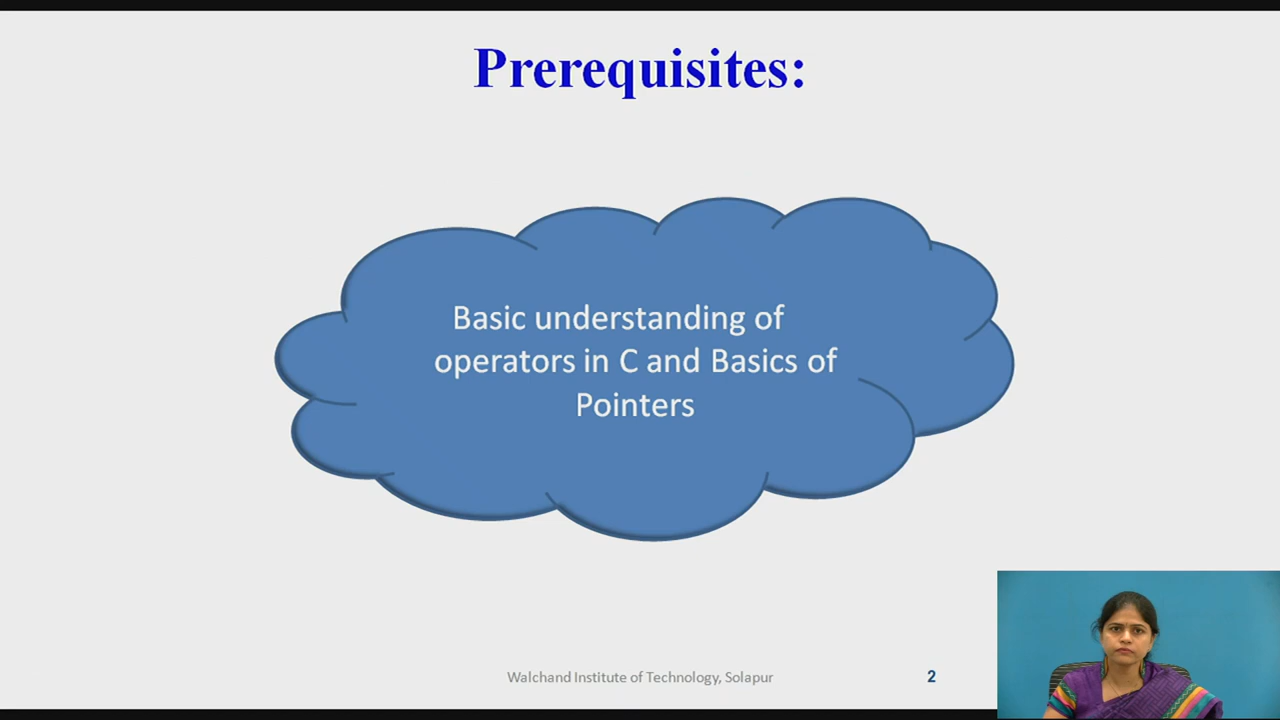 Prerequisites:
Basic understanding of
operators in C and Basics of
Pointers
Walchand Institute of Technology, Solapur
2